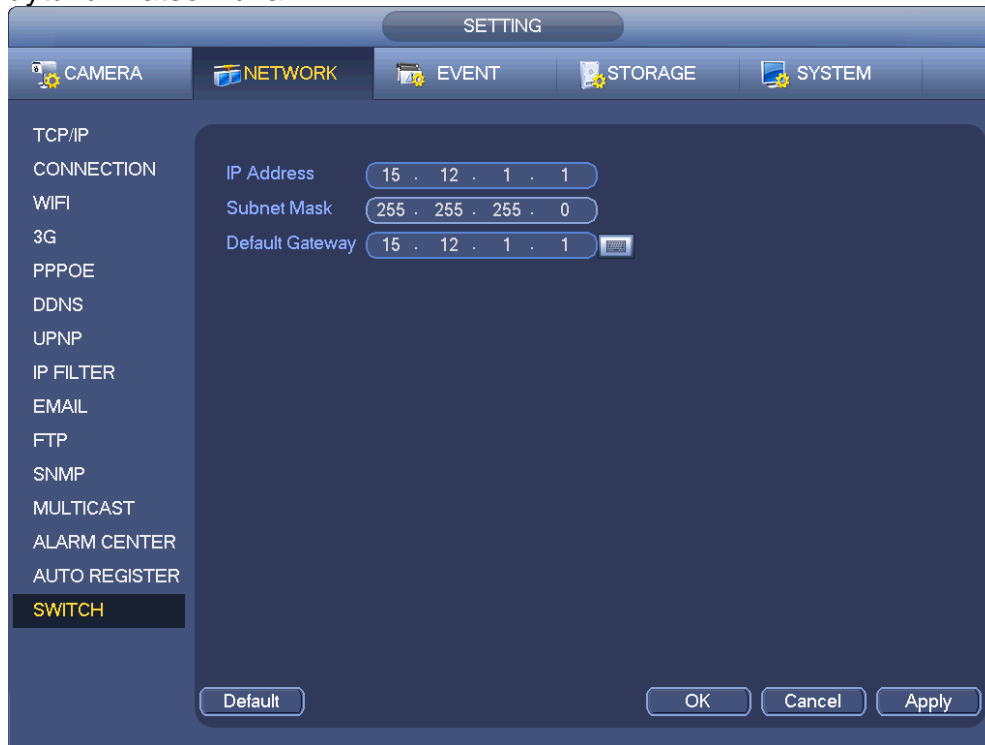 SETTING
CAMERA NETWORK EVENT STORAGE SYSTEM
TCP/IP
CONNECTION
WIFI
3G
PPPOE
DDNS
UPNP
IP FILTER
EMAIL
FTP
SNMP
MULTICAST
ALARM CENTER
AUTO REGISTER
SWITCH
IP Address 15 . 12 . 1 . 1
Subnet Mask 255 . 255 . 255 . 0
Default Gateway 15 . 12 . 1 . 1
Default OK Cancel Apply